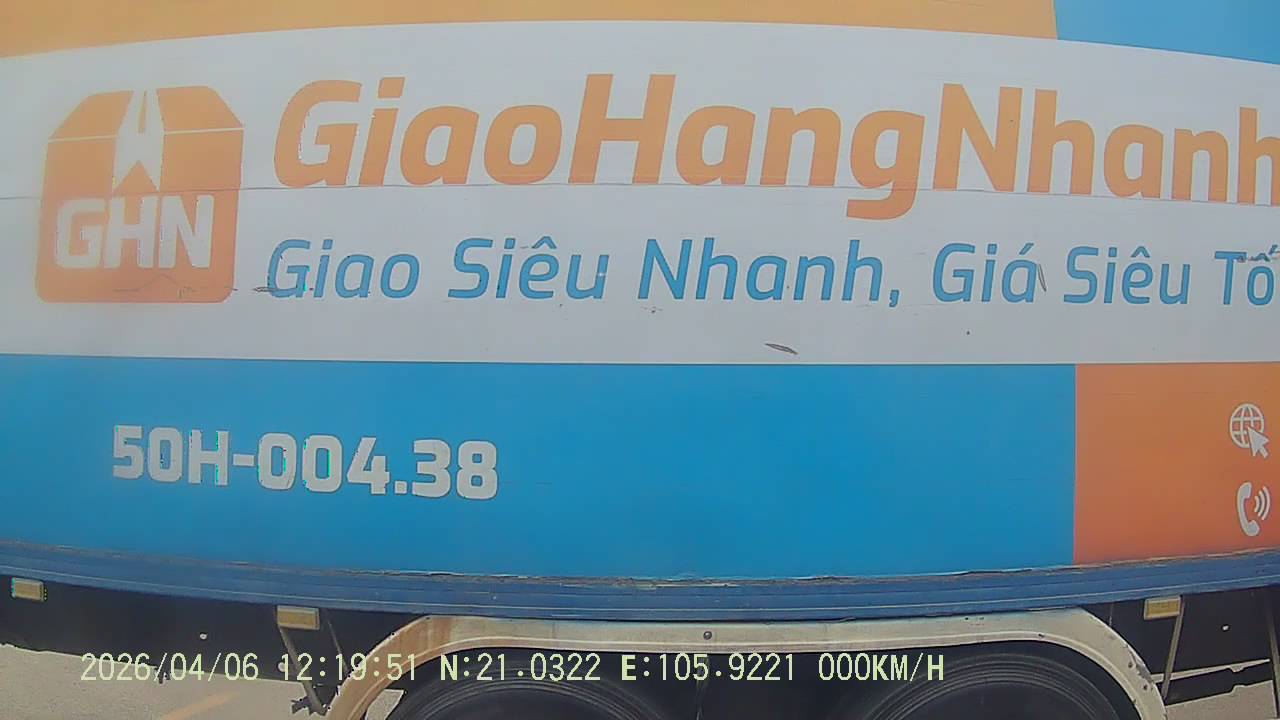 GHN
GiaoHangNhanh
Giao Siêu Nhanh, Giá Siêu Tố
50H-004.38
2026/04/06 12:19:51 N:21.0322 E:105.9221 000KM/H